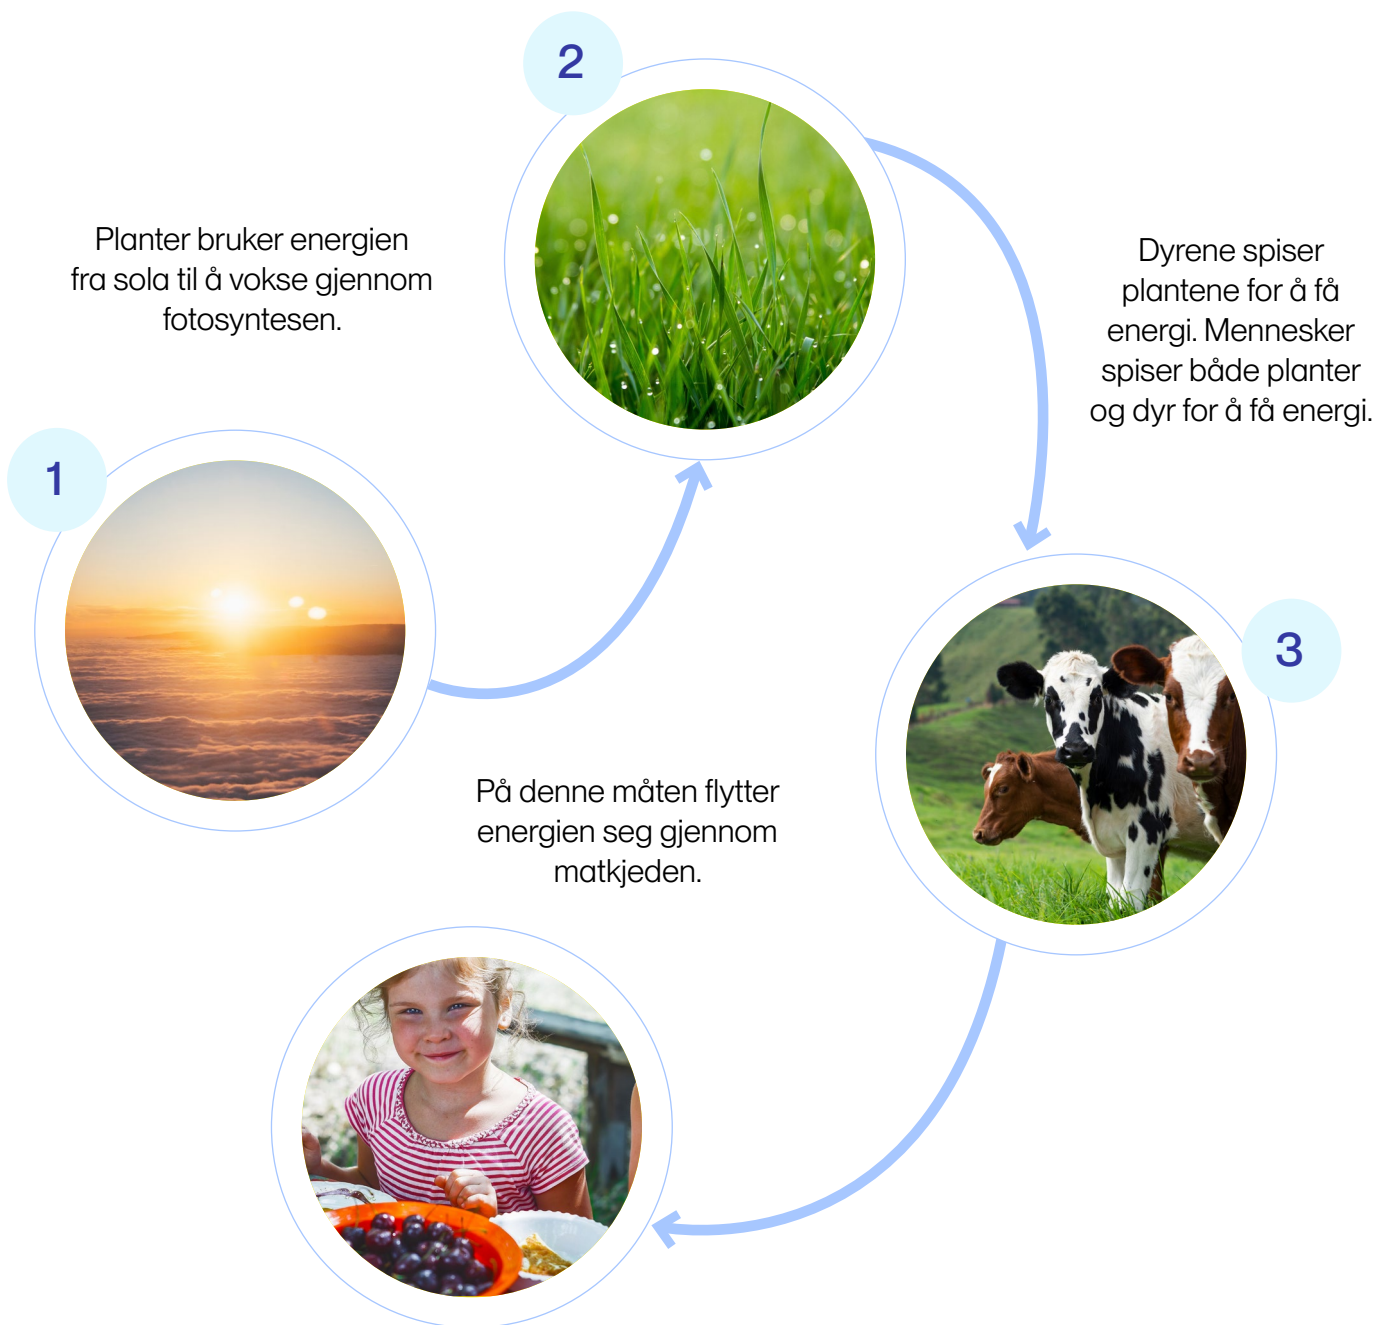 1
Planter bruker energien
fra sola til å vokse gjennom
fotosyntesen.
2
Dyrene spiser
plantene for å få
energi. Mennesker
spiser både planter
og dyr for å få energi.
3
På denne måten flytter
energien seg gjennom
matkjeden.